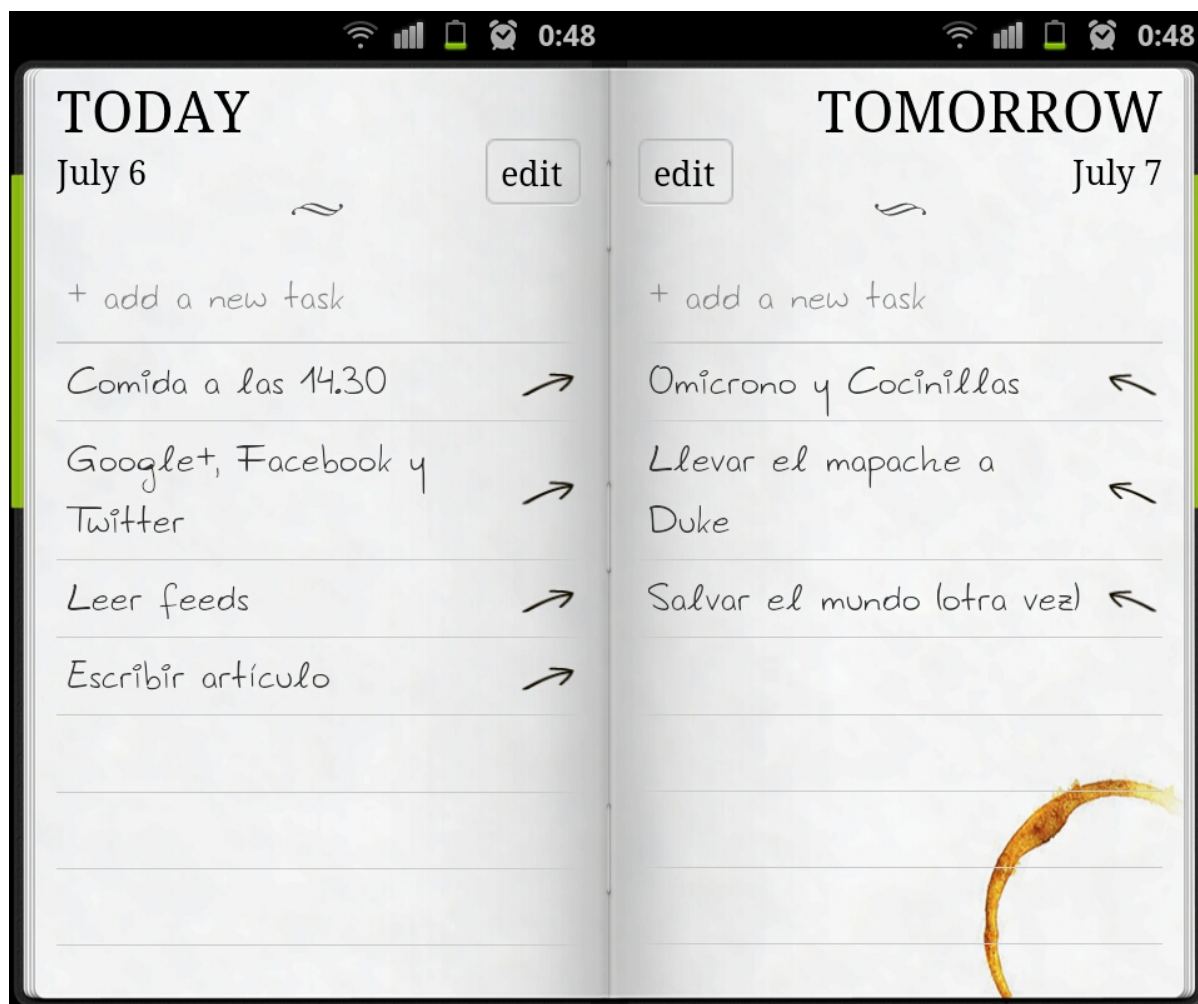 0:48
TODAY
July 6
edit
+ add a new task
Comida a las 14.30
Google+, Facebook y
Twitter
Leer feeds
Escribir artículo
0:48
TOMORROW
edit
July 7
+ add a new task
Omicrono y Cocinillas
Llevar el mapache a
Duke
Salvar el mundo (otra vez)